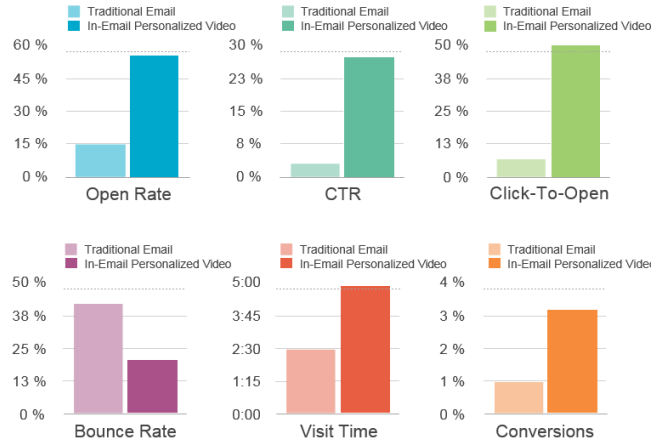 Traditional Email
In-Email Personalized Video
60 %
45 %
30 %
15 %
0 %
Open Rate
Traditional Email
In-Email Personalized Video
30 %
23 %
15 %
8 %
0 %
CTR
Traditional Email
In-Email Personalized Video
50 %
38 %
25 %
13 %
0 %
Click-To-Open
Traditional Email
In-Email Personalized Video
50 %
38 %
25 %
13 %
0 %
Bounce Rate
Traditional Email
In-Email Personalized Video
5:00
3:45
2:30
1:15
0:00
Visit Time
Traditional Email
In-Email Personalized Video
4 %
3 %
2 %
1 %
0 %
Conversions